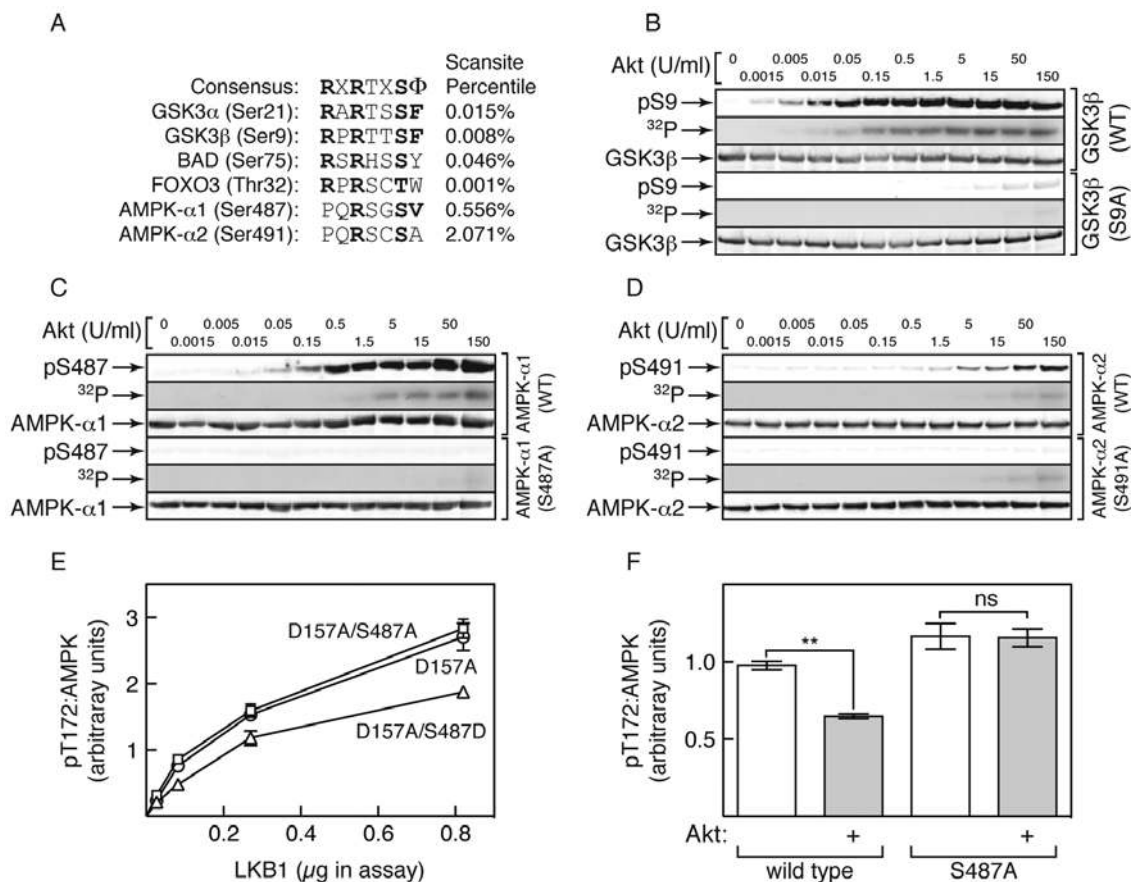 A
Scansite
Consensus: RXRTXSΦ Percentile
GSK3α (Ser21): RARTSSF 0.015%
GSK3β (Ser9): RPRTTSF 0.008%
BAD (Ser75): RSRHSSY 0.046%
FOXO3 (Thr32): RPRSCTW 0.001%
AMPK-α1 (Ser487): PQRSGSV 0.556%
AMPK-α2 (Ser491): PQRSCSA 2.071%
B
0 0.005 0.05 0.5 5 50
Akt (U/ml)
0.0015 0.015 0.15 1.5 15 150
pS9
32P
GSK3β
GSK3β
(WT)
pS9
32P
GSK3β
GSK3β
(S9A)
C
0 0.005 0.05 0.5 5 50
Akt (U/ml)
0.0015 0.015 0.15 1.5 15 150
pS487
32P
AMPK-α1
AMPK-α1
(WT)
pS487
32P
AMPK-α1
AMPK-α1
(S487A)
D
0 0.005 0.05 0.5 5 50
Akt (U/ml)
0.0015 0.015 0.15 1.5 15 150
pS491
32P
AMPK-α2
AMPK-α2
(WT)
pS491
32P
AMPK-α2
AMPK-α2
(S491A)
E
pT172:AMPK
(arbitraray units)
3
2
1
D157A/S487A
D157A
D157A/S487D
0.2 0.4 0.6 0.8
LKB1 (µg in assay)
F
pT172:AMPK
(arbitraray units)
1.0
0.5
**
ns
Akt: + +
wild type S487A